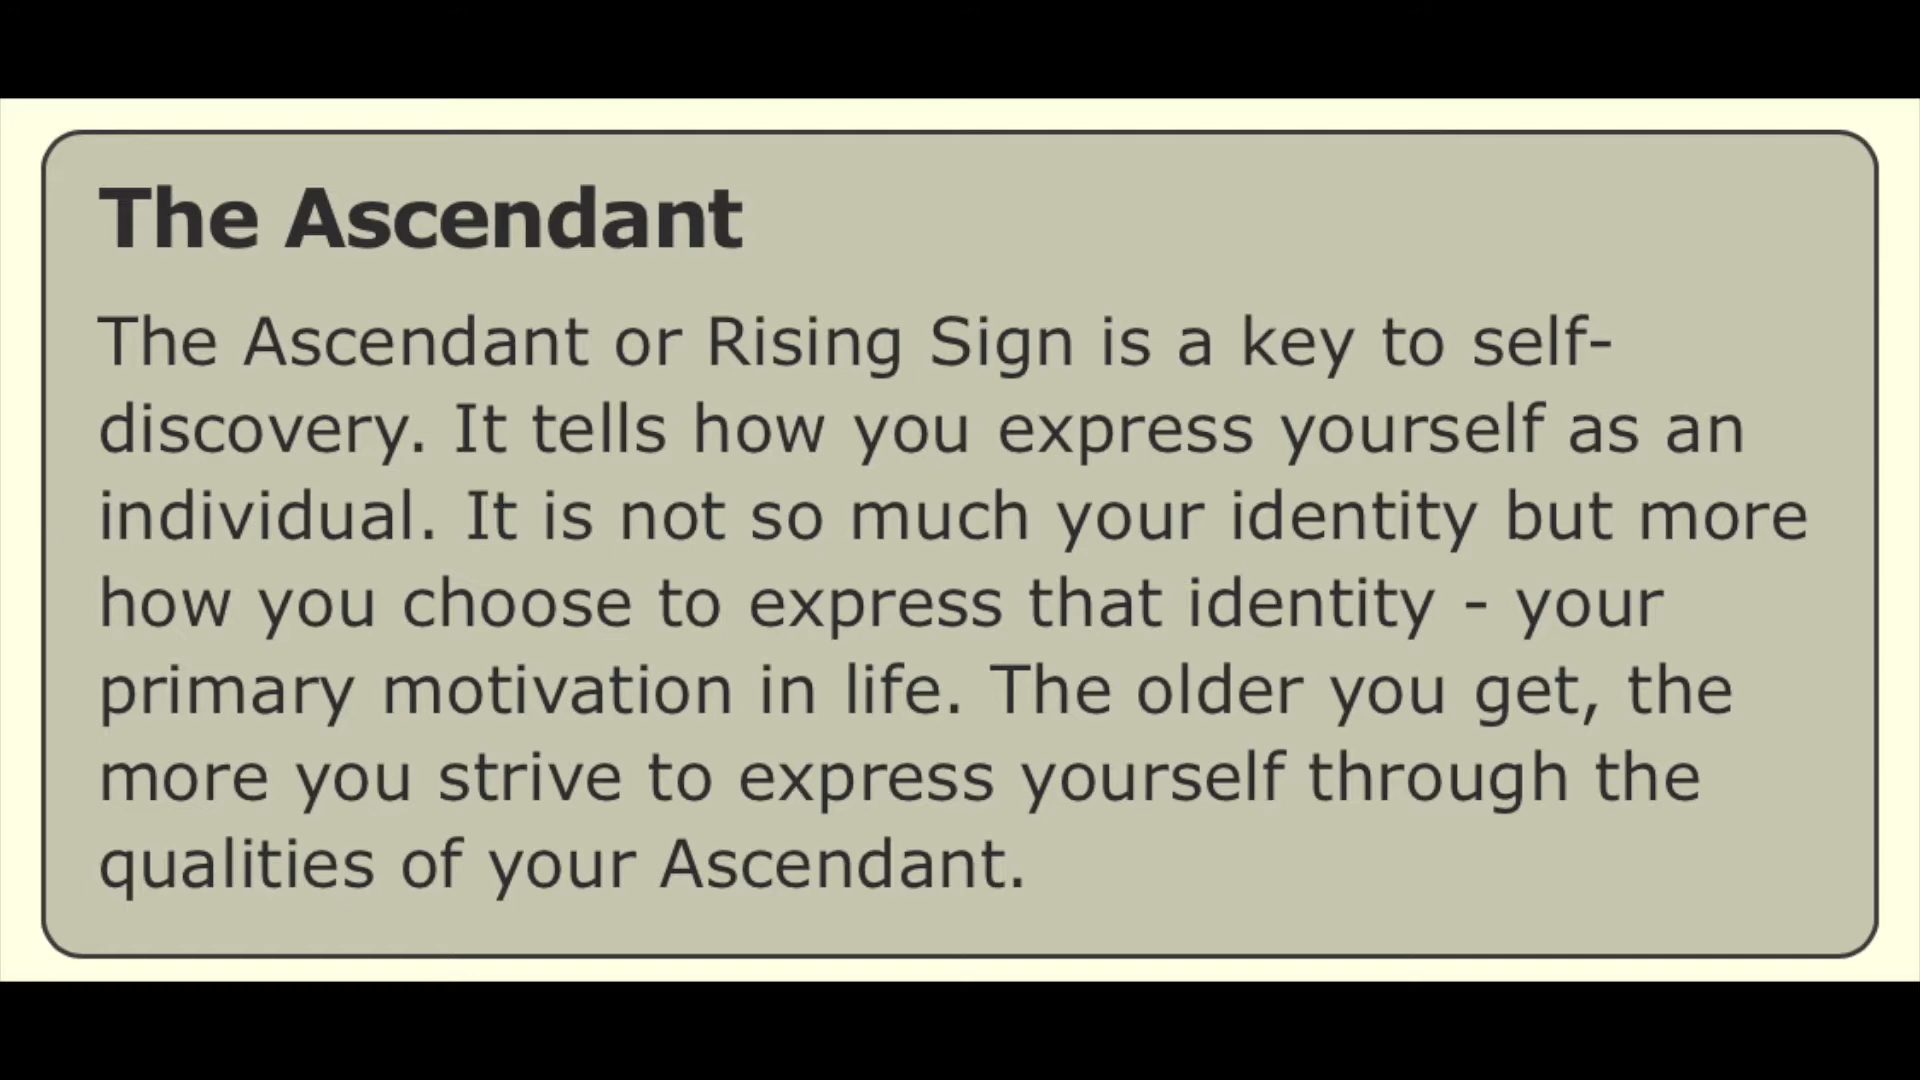 The Ascendant
The Ascendant or Rising Sign is a key to self-
discovery. It tells how you express yourself as an
individual. It is not so much your identity but more
how you choose to express that identity - your
primary motivation in life. The older you get, the
more you strive to express yourself through the
qualities of your Ascendant.